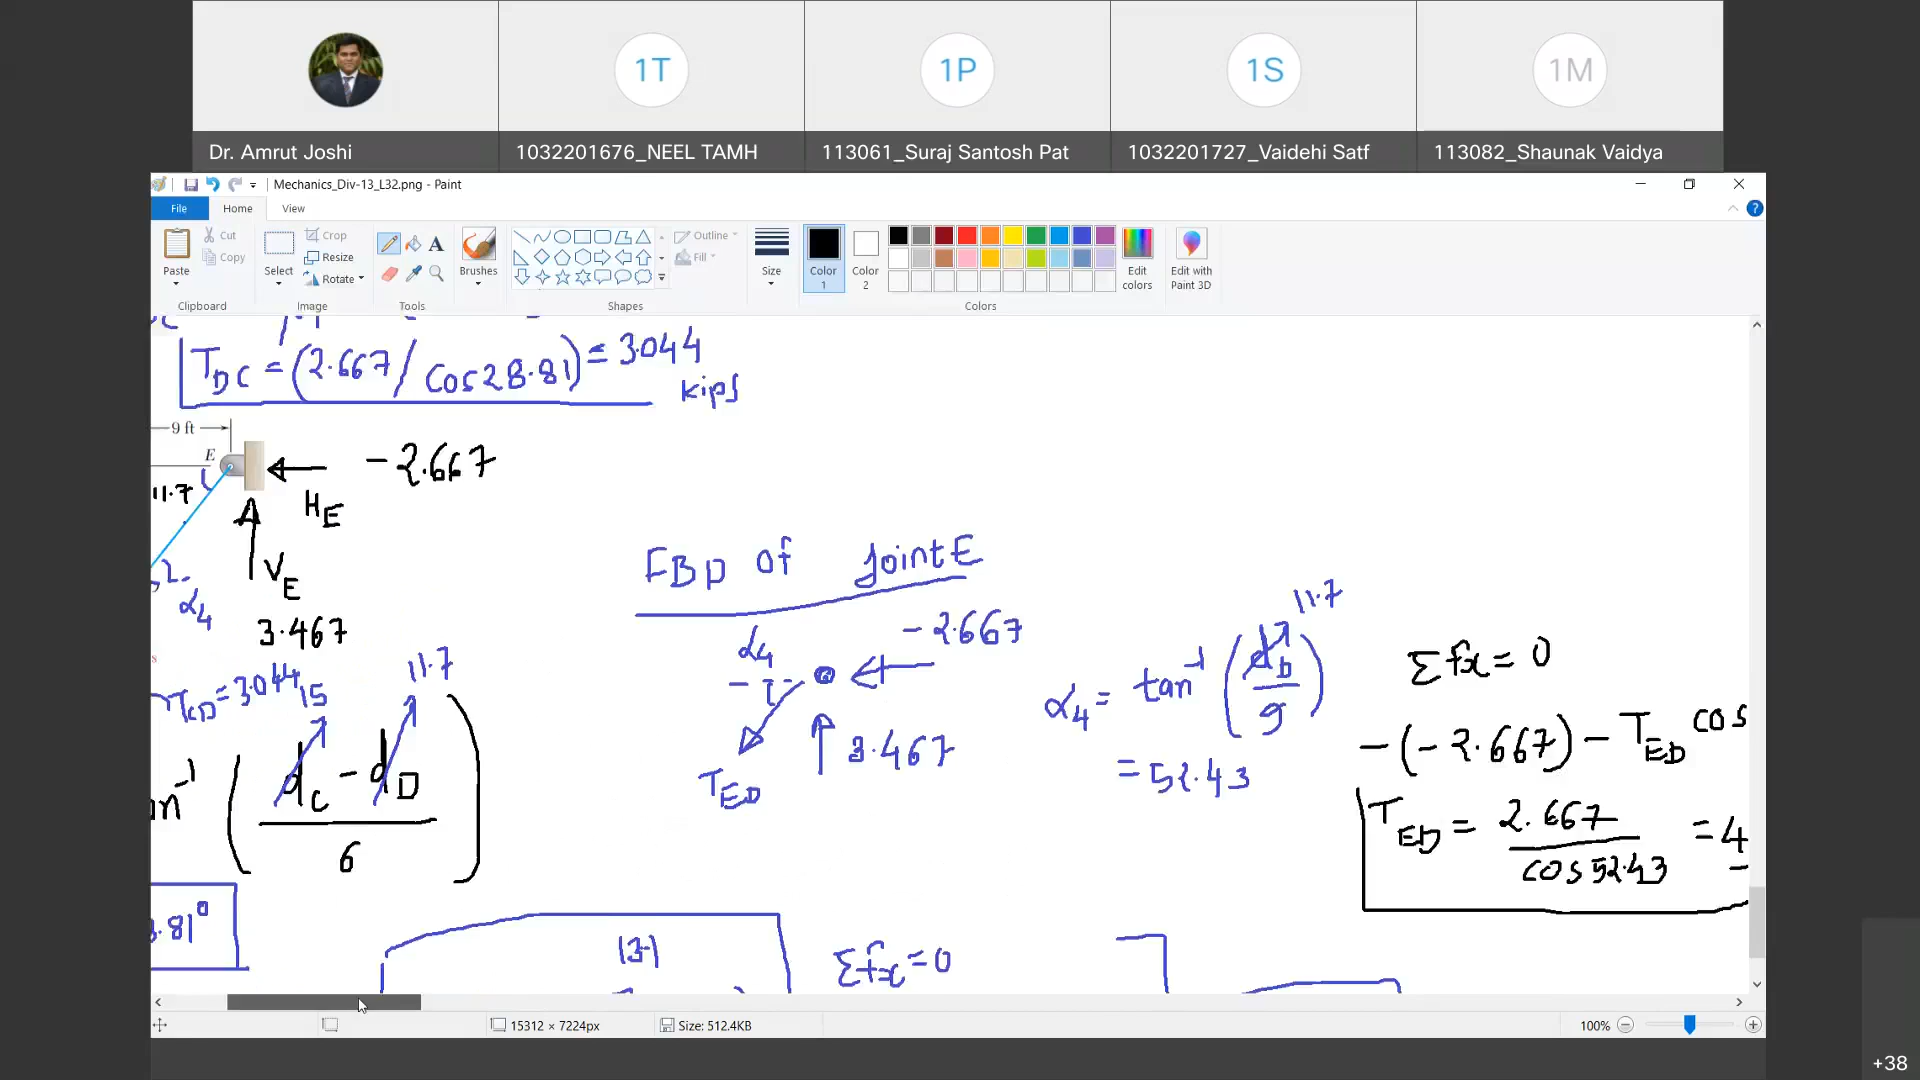 1T
1P
1S
1M
Dr. Amrut Joshi
1032201676_NEEL TAMH
113061_Suraj Santosh Pat
1032201727_Vaidehi Satf
113082_Shaunak Vaidya
Mechanics_Div-13_L32.png - Paint
File Home View
Paste Cut Copy
Clipboard
Select Crop Resize Rotate
Image
Tools
Brushes
Outline Fill
Shapes
Size
Color 1
Color 2
Edit colors
Colors
Edit with Paint 3D
T_DC = (2.667/cos28.81) = 3.044 kips
9 ft
E
-2.667
H_E
11.7
V_E
α4
3.467
T_CD = 3.044
15
11.7
(d_C - d_D / 6)
.81°
FBD of Joint E
α4
-2.667
3.467
T_ED
α4 = tan⁻¹ (d_D / 9)
11.7
= 52.43
Σfx = 0
-(-2.667) - T_ED cos
T_ED = 2.667 / cos 52.43 = 4
Σfx = 0
15312 × 7224px
Size: 512.4KB
100%
+38